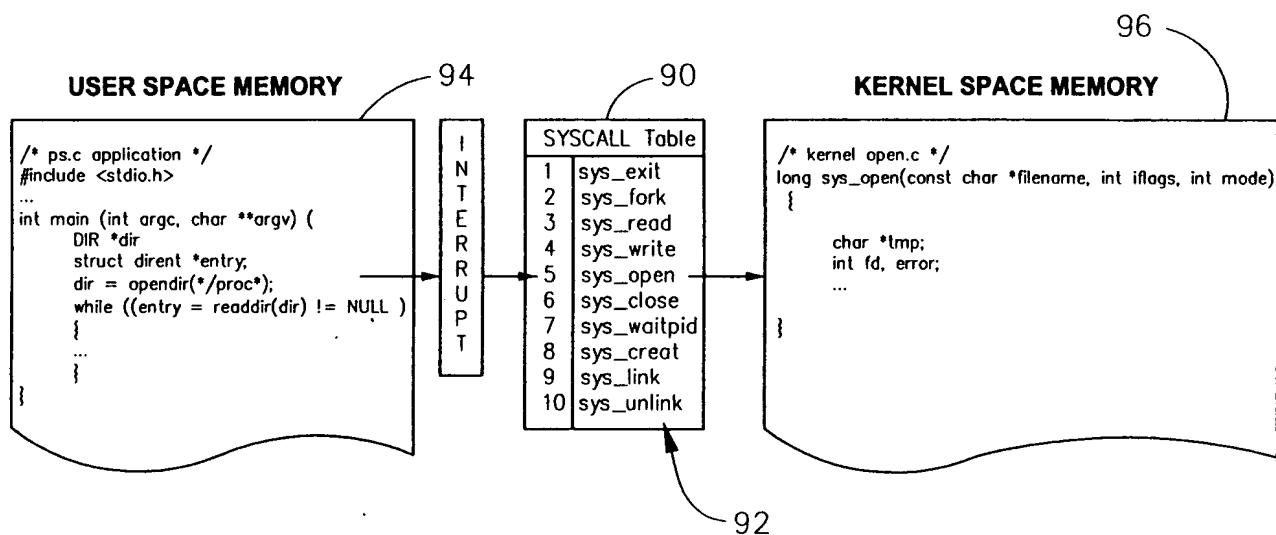 96
94
90
USER SPACE MEMORY
KERNEL SPACE MEMORY
/* ps.c application */
#include <stdio.h>
...
int main (int argc, char **argv) (
DIR *dir
struct dirent *entry;
dir = opendir(*/proc*);
while ((entry = readdir(dir) != NULL )
{
...
}
}
INTERRUPT
SYSCALL Table
1 sys_exit
2 sys_fork
3 sys_read
4 sys_write
5 sys_open
6 sys_close
7 sys_waitpid
8 sys_creat
9 sys_link
10 sys_unlink
/* kernel open.c */
long sys_open(const char *filename, int iflags, int mode)
{
char *tmp;
int fd, error;
...
}
92